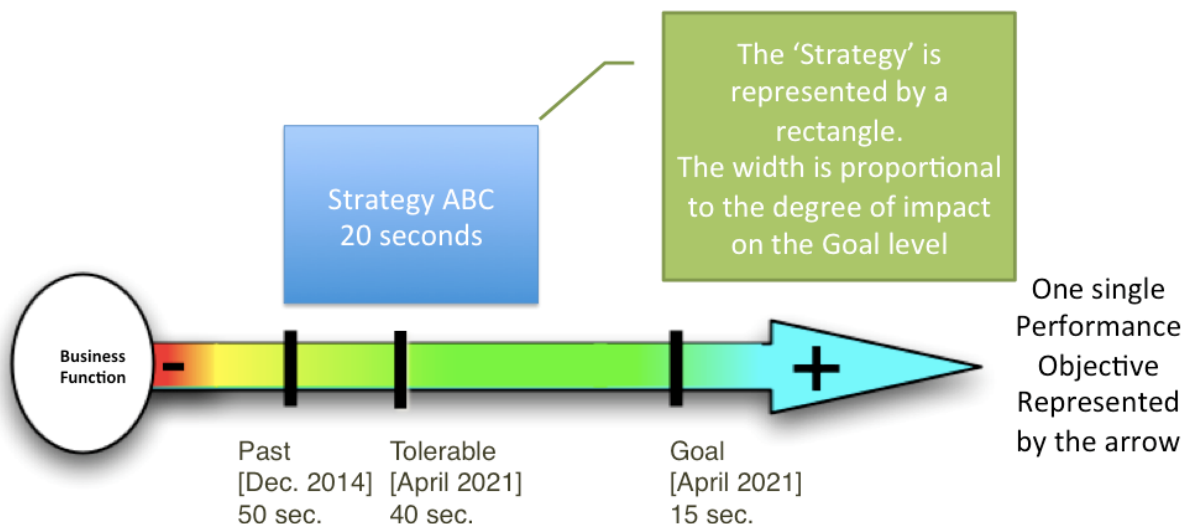 The ‘Strategy’ is
represented by a
rectangle.
The width is proportional
to the degree of impact
on the Goal level
Strategy ABC
20 seconds
Business
Function
-
+
One single
Performance
Objective
Represented
by the arrow
Past
[Dec. 2014]
50 sec.
Tolerable
[April 2021]
40 sec.
Goal
[April 2021]
15 sec.